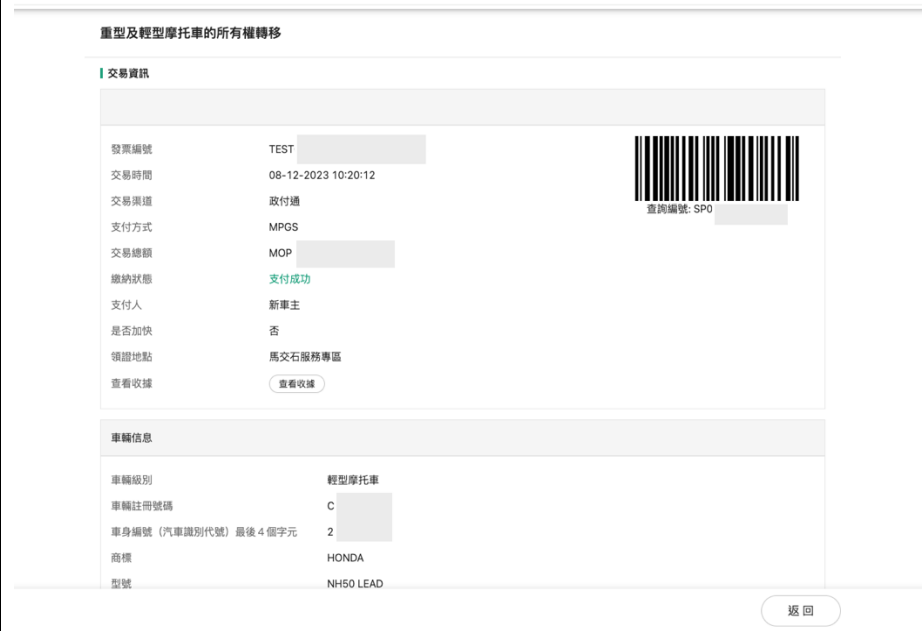 重型及輕型摩托車的所有權轉移
交易資訊
發票編號 TEST
交易時間 08-12-2023 10:20:12
交易渠道 政付通
支付方式 MPGS
交易總額 MOP
繳納狀態 支付成功
支付人 新車主
是否加快 否
領證地點 馬交石服務專區
查看收據 查看收據
查詢編號: SP0
車輛信息
車輛級別 輕型摩托車
車輛註冊號碼 C
車身編號（汽車識別代號）最後 4 個字元 2
商標 HONDA
型號 NH50 LEAD
返回